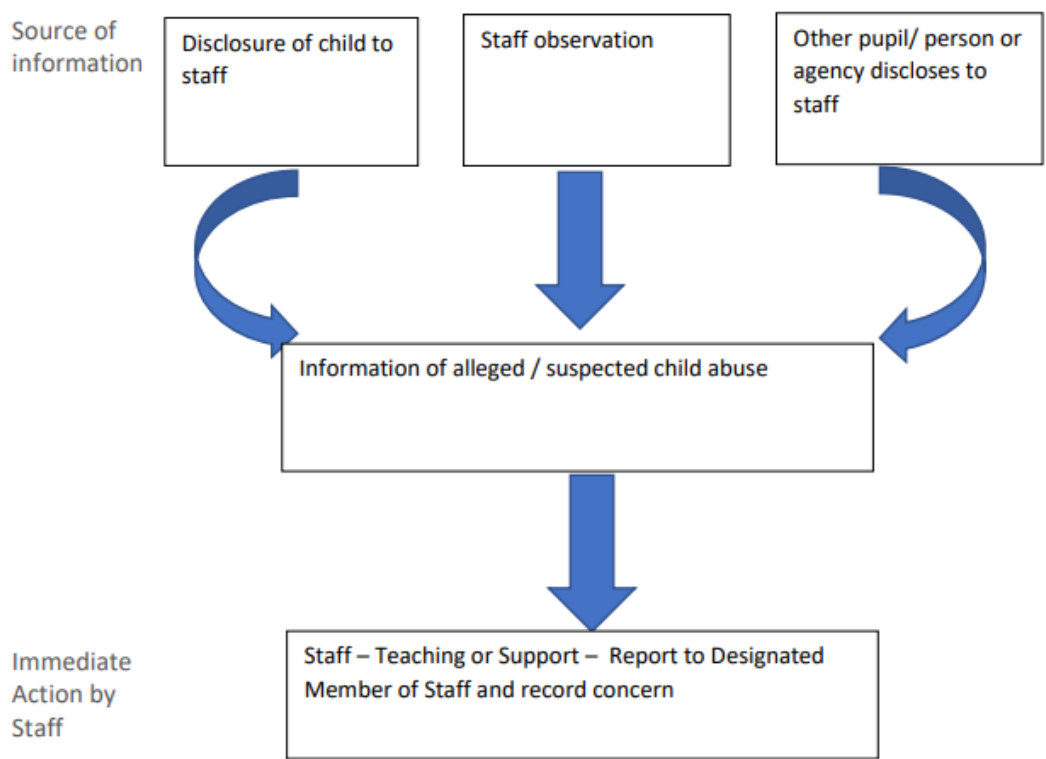 Source of
information
Disclosure of child to
staff
Staff observation
Other pupil/ person or
agency discloses to
staff
Information of alleged / suspected child abuse
Immediate
Action by
Staff
Staff – Teaching or Support – Report to Designated
Member of Staff and record concern